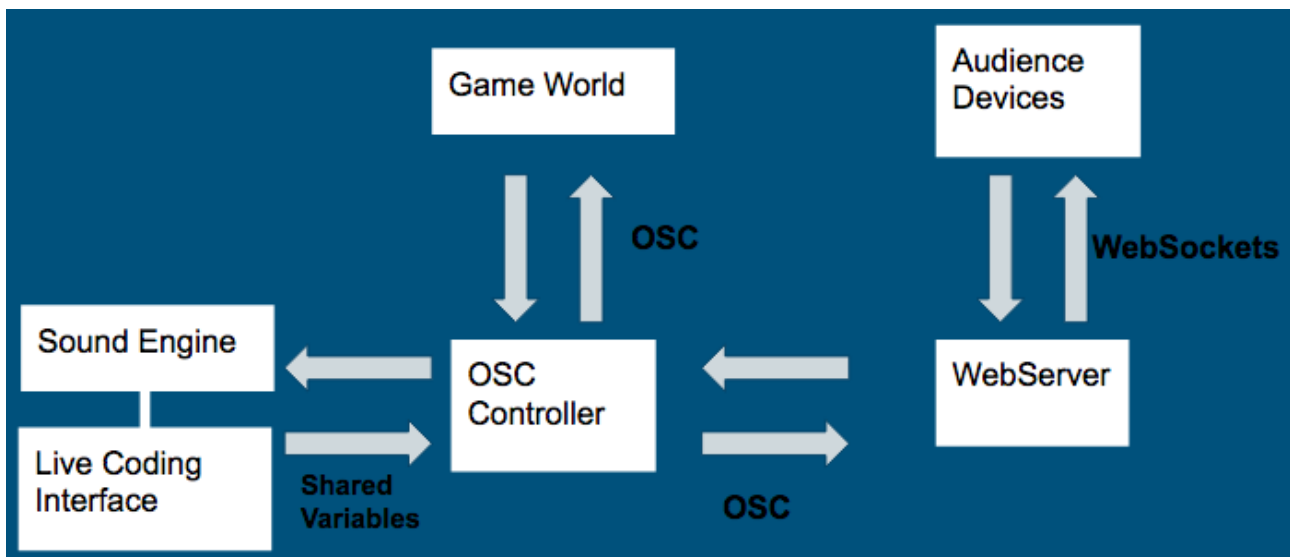 Game World
Audience
Devices
OSC
WebSockets
Sound Engine
OSC
Controller
WebServer
Live Coding
Interface
Shared
Variables
OSC